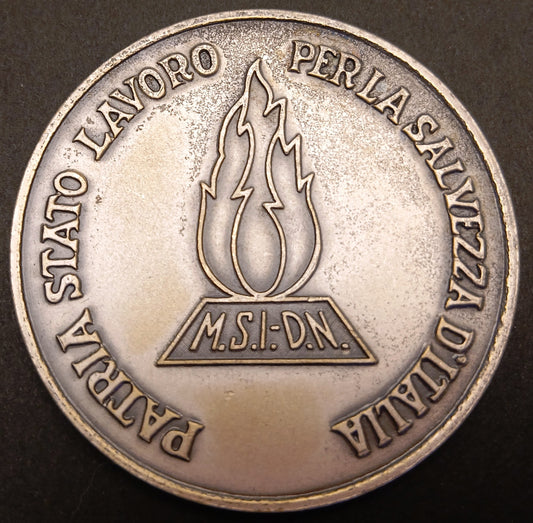 PATRIA STATO LAVORO
PER LA SALVEZZA D'ITALIA
M.S.I-D.N.